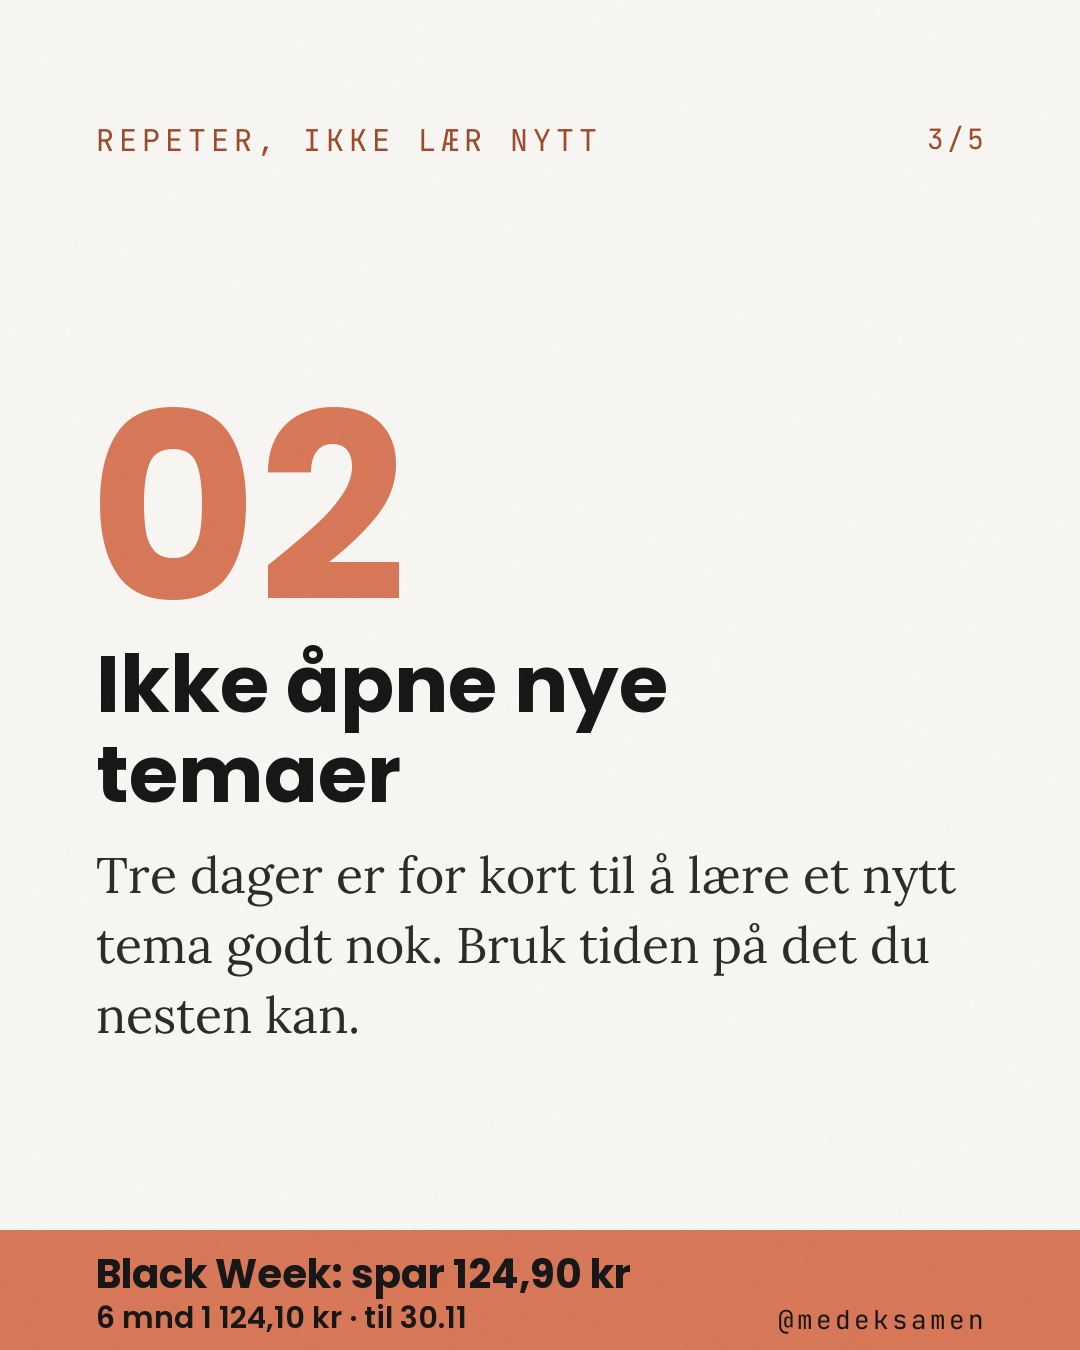 REPETER, IKKE LÆR NYTT
3/5
02
Ikke åpne nye
temaer
Tre dager er for kort til å lære et nytt
tema godt nok. Bruk tiden på det du
nesten kan.
Black Week: spar 124,90 kr
6 mnd 1 124,10 kr · til 30.11
@medeksamen